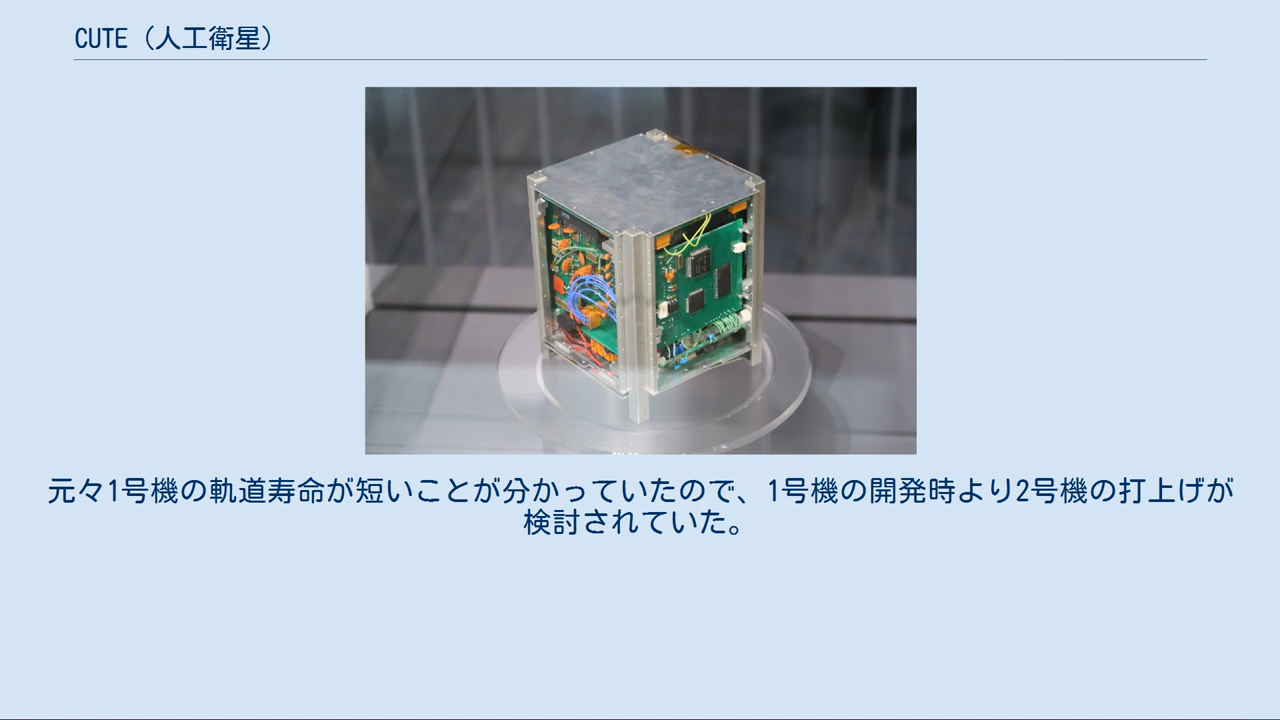 CUTE（人工衛星）
元々1号機の軌道寿命が短いことが分かっていたので、1号機の開発時より2号機の打上げが
検討されていた。